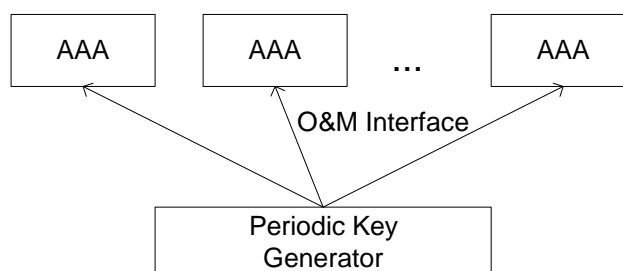 AAA
AAA
...
AAA
O&M Interface
Periodic Key
Generator